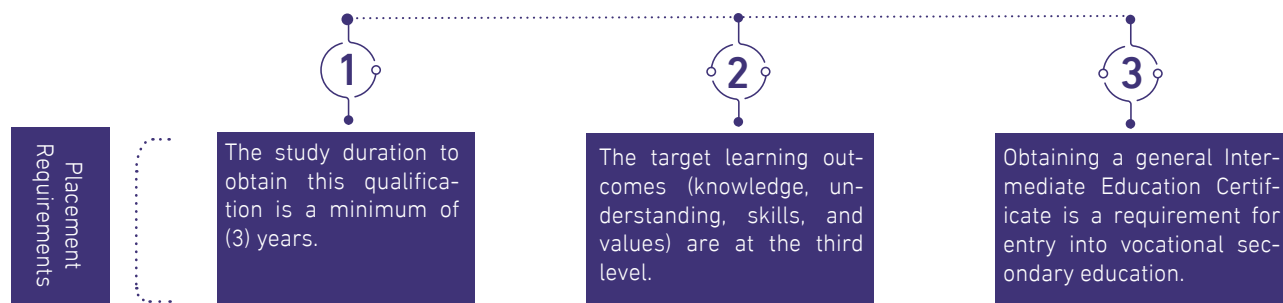 1
2
3
Placement
Requirements
The study duration to
obtain this qualifica-
tion is a minimum of
(3) years.
The target learning out-
comes (knowledge, un-
derstanding, skills, and
values) are at the third
level.
Obtaining a general Inter-
mediate Education Certif-
icate is a requirement for
entry into vocational sec-
ondary education.